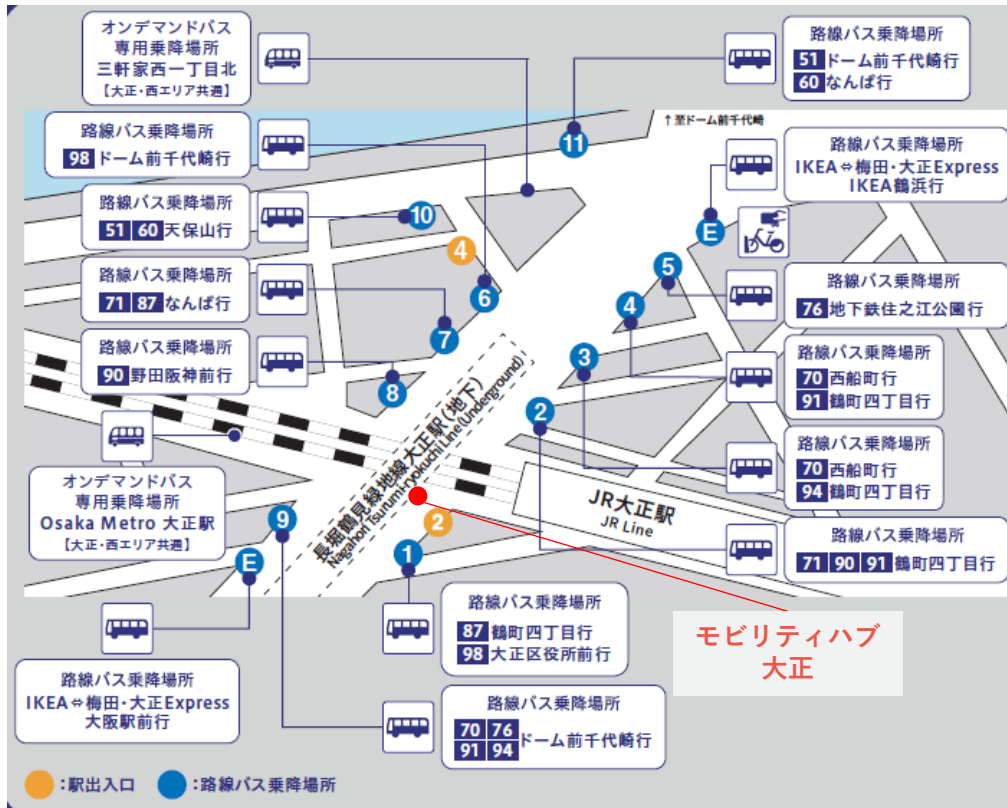 オンデマンドバス
専用乗降場所
三軒家西一丁目北
【大正・西エリア共通】
路線バス乗降場所
51 ドーム前千代崎行
60 なんば行
↑至ドーム前千代崎
路線バス乗降場所
98 ドーム前千代崎行
11
路線バス乗降場所
IKEA⇔梅田・大正Express
IKEA鶴浜行
路線バス乗降場所
51 60 天保山行
10
E
4
5
路線バス乗降場所
71 87 なんば行
6
4
路線バス乗降場所
76 地下鉄住之江公園行
7
3
路線バス乗降場所
90 野田阪神前行
8
2
路線バス乗降場所
70 西船町行
91 鶴町四丁目行
長堀鶴見緑地線大正駅(地下)
Nagahori Tsurumi-ryokuchi Line(Underground)
路線バス乗降場所
70 西船町行
94 鶴町四丁目行
オンデマンドバス
専用乗降場所
Osaka Metro 大正駅
【大正・西エリア共通】
JR大正駅
JR Line
9
2
1
E
路線バス乗降場所
71 90 91 鶴町四丁目行
路線バス乗降場所
87 鶴町四丁目行
98 大正区役所前行
モビリティハブ
大正
路線バス乗降場所
IKEA⇔梅田・大正Express
大阪駅前行
路線バス乗降場所
70 76
91 94
ドーム前千代崎行
:駅出入口
:路線バス乗降場所